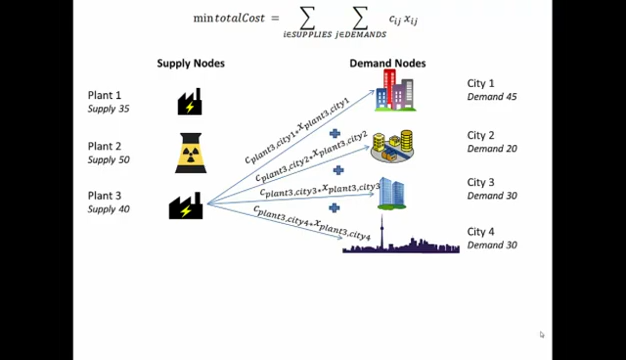 min totalCost = ∑ ∑ c_ij x_ij
i∈SUPPLIES j∈DEMANDS
Supply Nodes
Demand Nodes
Plant 1
Supply 35
Plant 2
Supply 50
Plant 3
Supply 40
c_plant3,city1*x_plant3,city1
c_plant3,city2*x_plant3,city2
c_plant3,city3*x_plant3,city3
c_plant3,city4*x_plant3,city4
City 1
Demand 45
City 2
Demand 20
City 3
Demand 30
City 4
Demand 30